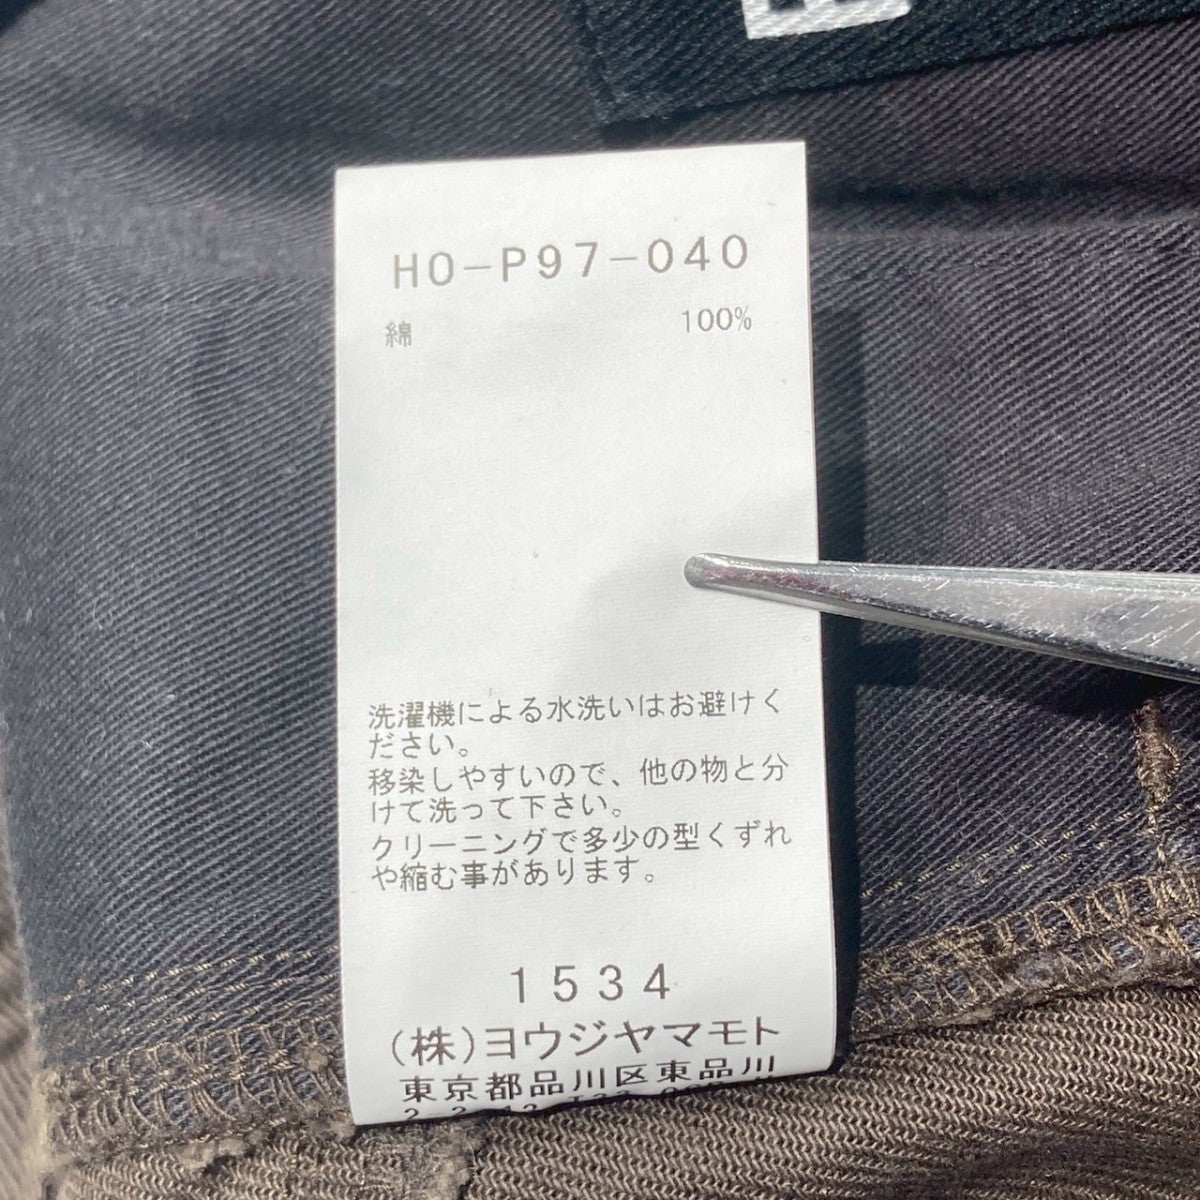 HO-P97-040
綿 100%
洗濯機による水洗いはお避けく
ださい。
移染しやすいので、他の物と分
けて洗って下さい。
クリーニングで多少の型くずれ
や縮む事があります。
1534
(株)ヨウジヤマモト
東京都品川区東品川